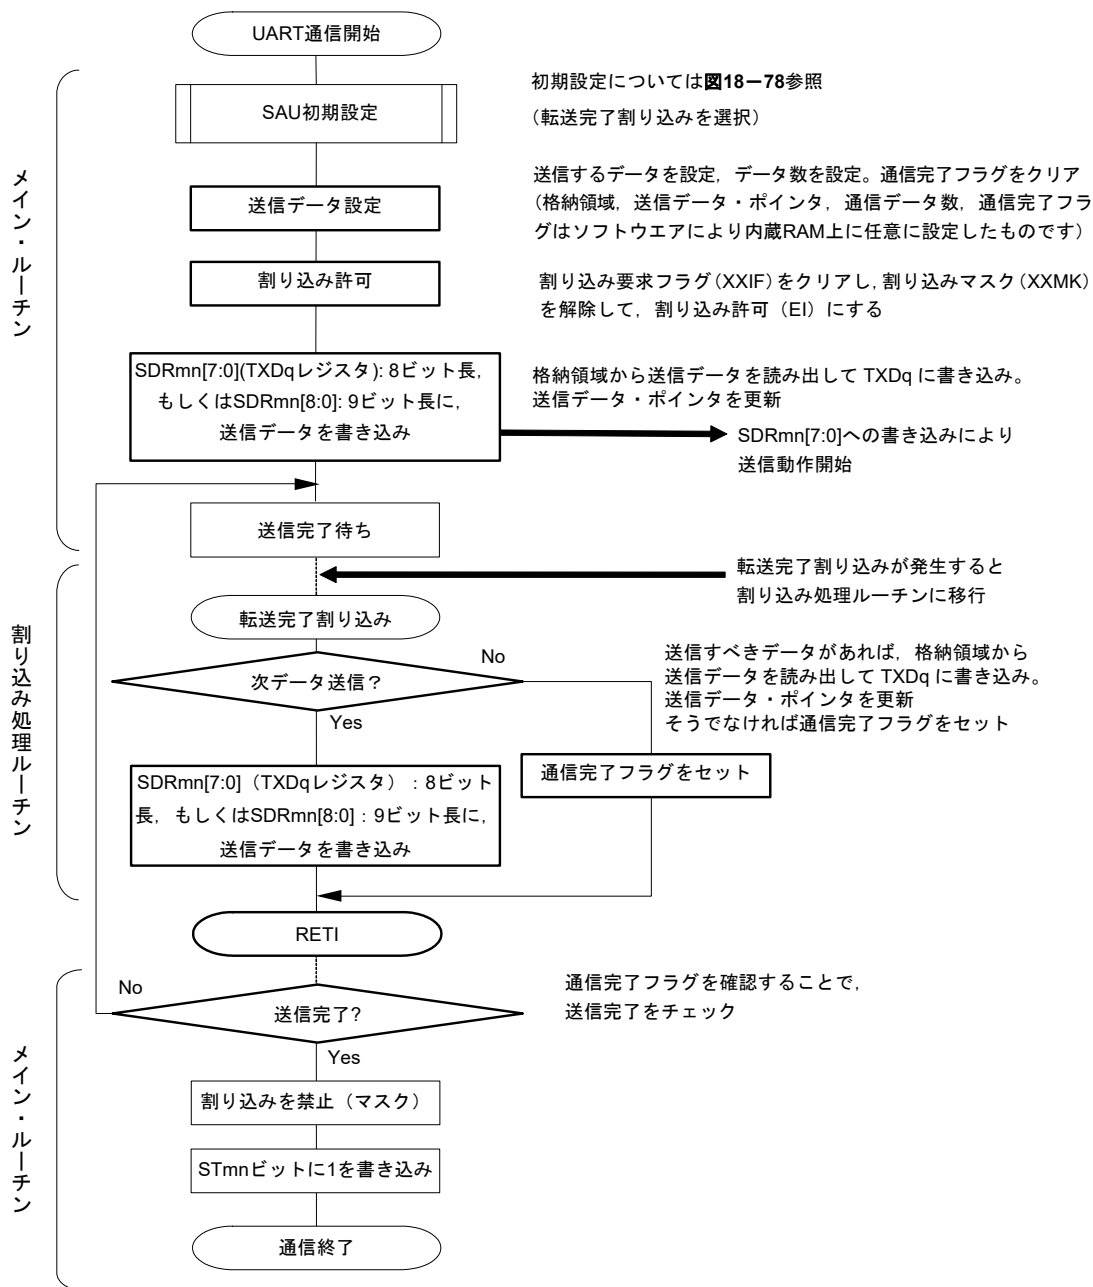 UART通信開始
初期設定については図18－78参照
SAU初期設定
（転送完了割り込みを選択）
メイン・ルーチン
送信するデータを設定，データ数を設定。通信完了フラグをクリア
送信データ設定
（格納領域，送信データ・ポインタ，通信データ数，通信完了フラ
グはソフトウエアにより内蔵RAM上に任意に設定したものです）
割り込み許可
割り込み要求フラグ（XXIF）をクリアし，割り込みマスク（XXMK）
を解除して，割り込み許可（EI）にする
SDRmn[7:0](TXDqレジスタ): 8ビット長，
もしくはSDRmn[8:0]: 9ビット長に，
送信データを書き込み
格納領域から送信データを読み出して TXDq に書き込み。
送信データ・ポインタを更新
SDRmn[7:0]への書き込みにより
送信動作開始
送信完了待ち
転送完了割り込みが発生すると
割り込み処理ルーチンに移行
割り込み処理ルーチン
転送完了割り込み
No
次データ送信？
Yes
送信すべきデータがあれば，格納領域から
送信データを読み出して TXDq に書き込み。
送信データ・ポインタを更新
そうでなければ通信完了フラグをセット
SDRmn[7:0]（TXDqレジスタ）：8ビット
長，もしくはSDRmn[8:0]：9ビット長に，
送信データを書き込み
通信完了フラグをセット
RETI
メイン・ルーチン
No
送信完了?
Yes
通信完了フラグを確認することで，
送信完了をチェック
割り込みを禁止（マスク）
STmnビットに1を書き込み
通信終了